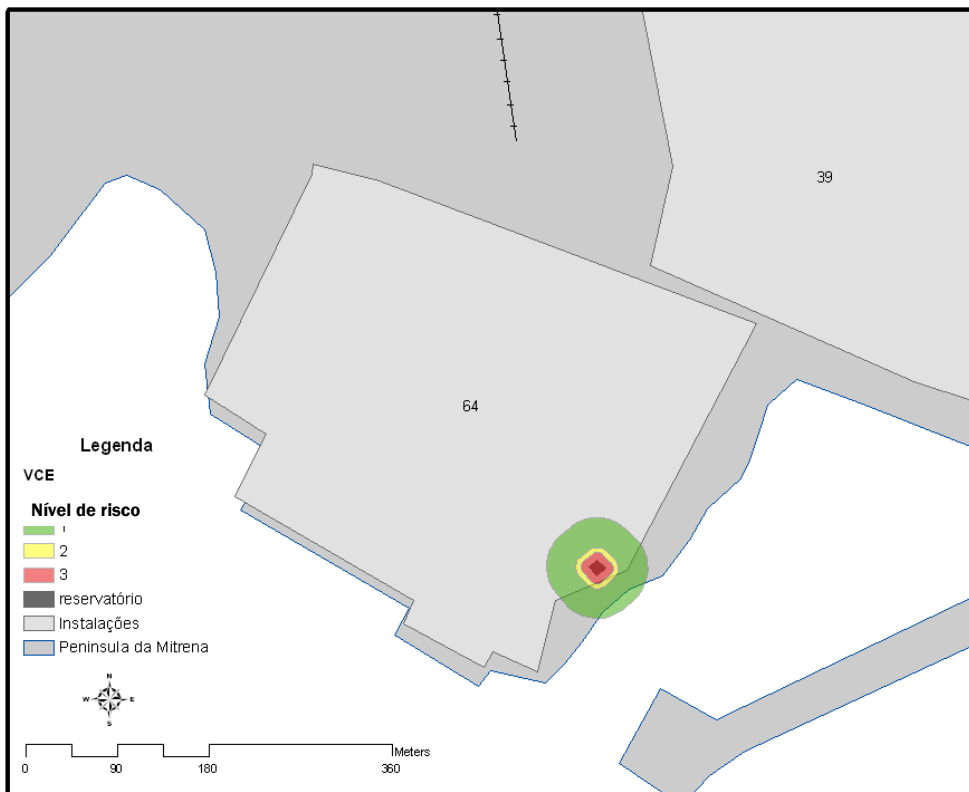 39
64
Legenda
VCE
Nível de risco
2
3
reservatório
Instalações
Peninsula da Mitrena
N
W E
S
Meters
0 90 180 360